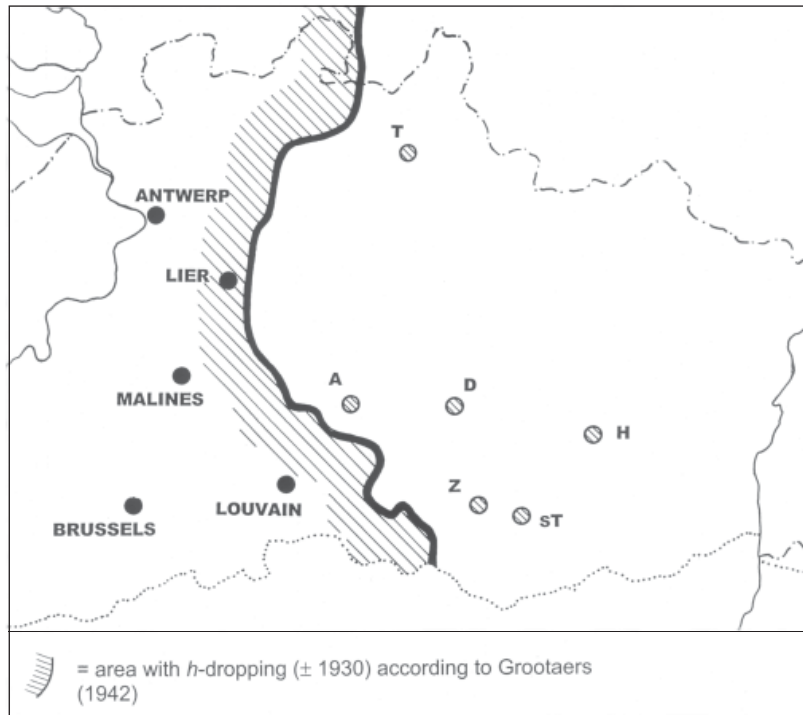 T
ANTWERP
LIER
A
D
MALINES
H
Z
LOUVAIN
ST
BRUSSELS
= area with h-dropping (± 1930) according to Grootaers
(1942)